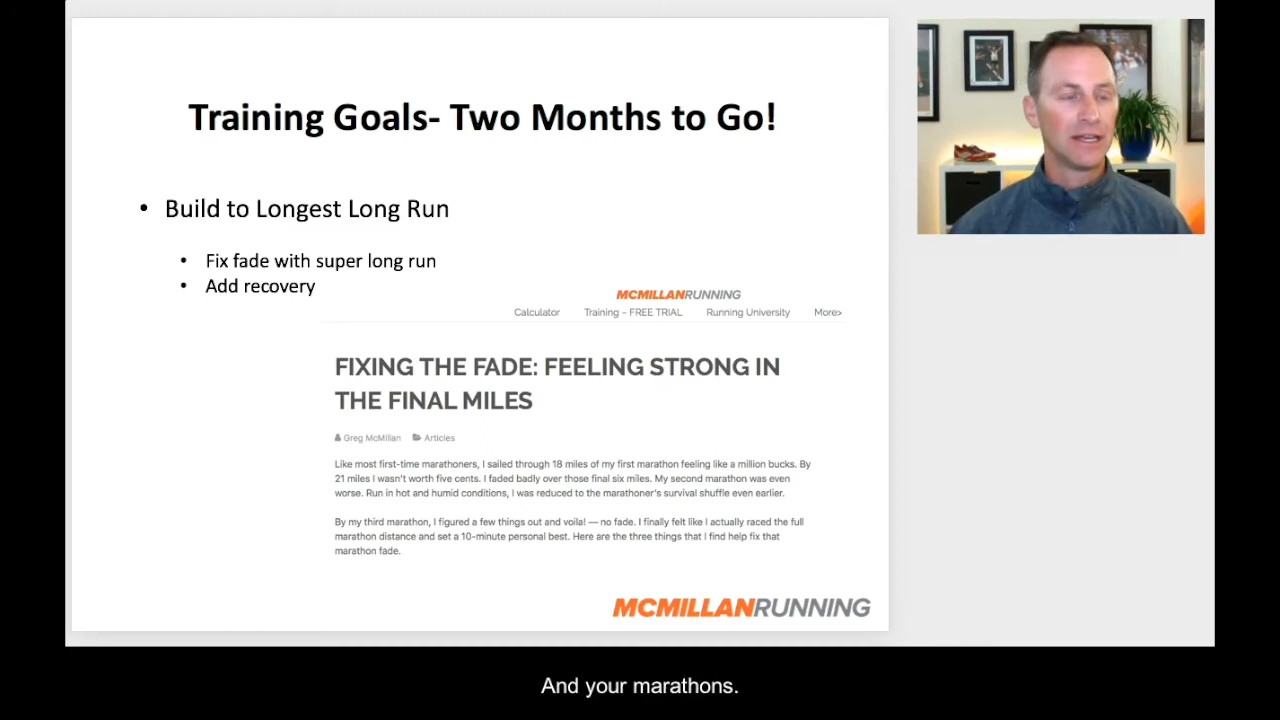 Training Goals- Two Months to Go!
• Build to Longest Long Run
• Fix fade with super long run
• Add recovery
MCMILLANRUNNING
Calculator Training – FREE TRIAL Running University More>
FIXING THE FADE: FEELING STRONG IN
THE FINAL MILES
Greg McMillan Articles
Like most first-time marathoners, I sailed through 18 miles of my first marathon feeling like a million bucks. By
21 miles I wasn't worth five cents. I faded badly over those final six miles. My second marathon was even
worse. Run in hot and humid conditions, I was reduced to the marathoner's survival shuffle even earlier.
By my third marathon, I figured a few things out and voila! — no fade. I finally felt like I actually raced the full
marathon distance and set a 10-minute personal best. Here are the three things that I find help fix that
marathon fade.
MCMILLANRUNNING
And your marathons.